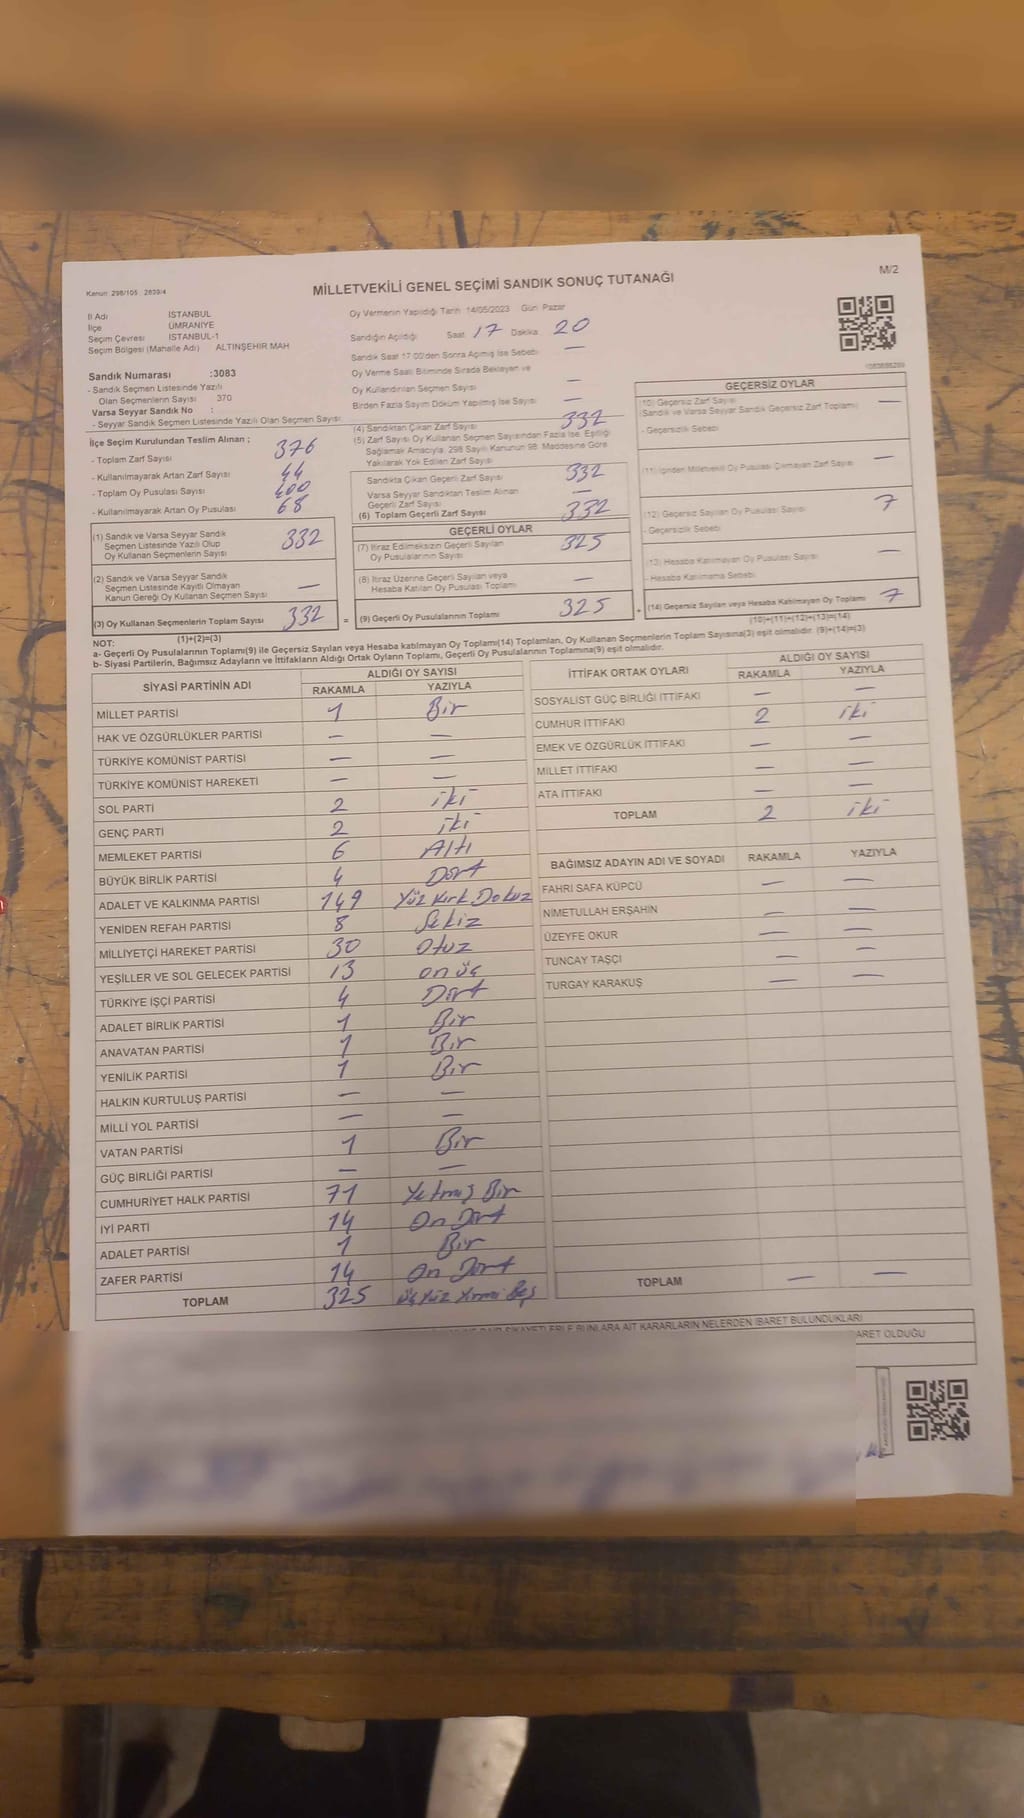 M/2
Kanun: 298/105 2839/4
MİLLETVEKİLİ GENEL SEÇİMİ SANDIK SONUÇ TUTANAĞI
İl Adı İSTANBUL
İlçe ÜMRANİYE
Seçim Çevresi İSTANBUL-1
Seçim Bölgesi (Mahalle Adı) ALTINŞEHİR MAH
Sandık Numarası :3083
- Sandık Seçmen Listesinde Yazılı
Olan Seçmenlerin Sayısı 370
Varsa Seyyar Sandık No :
- Seyyar Sandık Seçmen Listesinde Yazılı Olan Seçmen Sayısı:
İlçe Seçim Kurulundan Teslim Alınan ;
- Toplam Zarf Sayısı 376
- Kullanılmayarak Artan Zarf Sayısı 44
- Toplam Oy Pusulası Sayısı 400
- Kullanılmayarak Artan Oy Pusulası 68
(1) Sandık ve Varsa Seyyar Sandık
Seçmen Listesinde Yazılı Olup
Oy Kullanan Seçmenlerin Sayısı 332
(2) Sandık ve Varsa Seyyar Sandık
Seçmen Listesinde Kayıtlı Olmayan
Kanun Gereği Oy Kullanan Seçmen Sayısı —
(3) Oy Kullanan Seçmenlerin Toplam Sayısı 332
(1)+(2)=(3)
Oy Vermenin Yapıldığı Tarih 14/05/2023 Gün Pazar
Sandığın Açıldığı Saat 17 Dakika 20
Sandık Saat 17:00'den Sonra Açılmış İse Sebebi —
Oy Verme Saati Bitiminde Sırada Bekleyen ve
Oy Kullandırılan Seçmen Sayısı —
Birden Fazla Sayım Döküm Yapılmış İse Sayısı —
(4) Sandıktan Çıkan Zarf Sayısı 332
(5) Zarf Sayısı Oy Kullanan Seçmen Sayısından Fazla İse, Eşitliği
Sağlamak Amacıyla, 298 Sayılı Kanunun 98. Maddesine Göre
Yakılarak Yok Edilen Zarf Sayısı
Sandıkta Çıkan Geçerli Zarf Sayısı 332
Varsa Seyyar Sandıktan Teslim Alınan
Geçerli Zarf Sayısı —
(6) Toplam Geçerli Zarf Sayısı 332
GEÇERLİ OYLAR
(7) İtiraz Edilmeksizin Geçerli Sayılan
Oy Pusulalarının Sayısı 325
(8) İtiraz Üzerine Geçerli Sayılan veya
Hesaba Katılan Oy Pusulası Toplamı —
= (9) Geçerli Oy Pusulalarının Toplamı 325 +
1083886299
GEÇERSİZ OYLAR
(10) Geçersiz Zarf Sayısı —
(Sandık ve Varsa Seyyar Sandık Geçersiz Zarf Toplamı)
- Geçersizlik Sebebi
(11) İçinden Milletvekili Oy Pusulası Çıkmayan Zarf Sayısı —
(12) Geçersiz Sayılan Oy Pusulası Sayısı 7
- Geçersizlik Sebebi
(13) Hesaba Katılmayan Oy Pusulası Sayısı —
- Hesaba Katılmama Sebebi
(14) Geçersiz Sayılan veya Hesaba Katılmayan Oy Toplamı 7
(10)+(11)+(12)+(13)=(14)
NOT:
a- Geçerli Oy Pusulalarının Toplamı(9) ile Geçersiz Sayılan veya Hesaba katılmayan Oy Toplamı(14) Toplamları, Oy Kullanan Seçmenlerin Toplam Sayısına(3) eşit olmalıdır. (9)+(14)=(3)
b- Siyasi Partilerin, Bağımsız Adayların ve İttifakların Aldığı Ortak Oyların Toplamı, Geçerli Oy Pusulalarının Toplamına(9) eşit olmalıdır.
SİYASİ PARTİNİN ADI ALDIĞI OY SAYISI
RAKAMLA YAZIYLA
MİLLET PARTİSİ 1 Bir
HAK VE ÖZGÜRLÜKLER PARTİSİ — —
TÜRKİYE KOMÜNİST PARTİSİ — —
TÜRKİYE KOMÜNİST HAREKETİ — —
SOL PARTİ 2 iki
GENÇ PARTİ 2 iki
MEMLEKET PARTİSİ 6 Altı
BÜYÜK BİRLİK PARTİSİ 4 Dört
ADALET VE KALKINMA PARTİSİ 149 Yüz Kırk Dokuz
YENİDEN REFAH PARTİSİ 8 Sekiz
MİLLİYETÇİ HAREKET PARTİSİ 30 Otuz
YEŞİLLER VE SOL GELECEK PARTİSİ 13 on üç
TÜRKİYE İŞÇİ PARTİSİ 4 Dört
ADALET BİRLİK PARTİSİ 1 Bir
ANAVATAN PARTİSİ 1 Bir
YENİLİK PARTİSİ 1 Bir
HALKIN KURTULUŞ PARTİSİ — —
MİLLİ YOL PARTİSİ — —
VATAN PARTİSİ 1 Bir
GÜÇ BİRLİĞİ PARTİSİ — —
CUMHURİYET HALK PARTİSİ 71 Yetmiş Bir
İYİ PARTİ 14 On Dört
ADALET PARTİSİ 1 Bir
ZAFER PARTİSİ 14 On Dört
TOPLAM 325 üç Yüz Yirmi Beş
İTTİFAK ORTAK OYLARI ALDIĞI OY SAYISI
RAKAMLA YAZIYLA
SOSYALİST GÜÇ BİRLİĞİ İTTİFAKI — —
CUMHUR İTTİFAKI 2 iki
EMEK VE ÖZGÜRLÜK İTTİFAKI — —
MİLLET İTTİFAKI — —
ATA İTTİFAKI — —
TOPLAM 2 iki
BAĞIMSIZ ADAYIN ADI VE SOYADI RAKAMLA YAZIYLA
FAHRİ SAFA KÜPCÜ — —
NİMETULLAH ERŞAHİN — —
ÜZEYFE OKUR — —
TUNCAY TAŞCI — —
TURGAY KARAKUŞ — —
TOPLAM — —
ŞİKAYETLERLE BUNLARA AİT KARARLARIN NELERDEN İBARET BULUNDUKLARI
ARET OLDUĞU